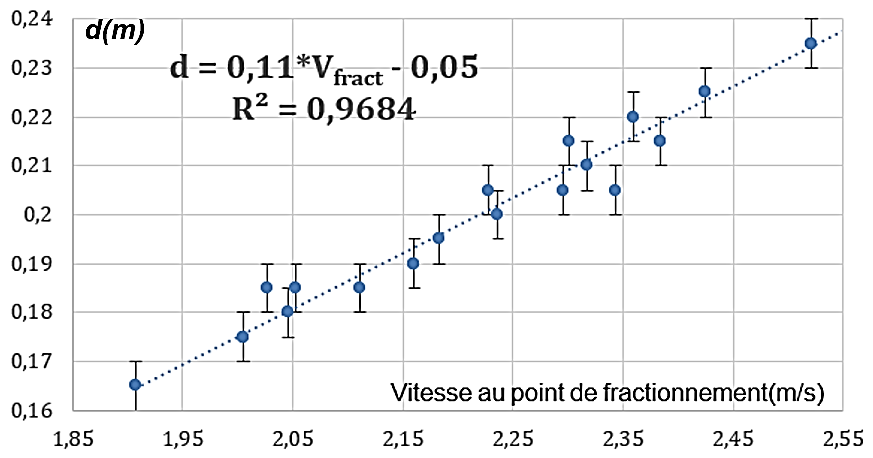 0,24
d(m)
d = 0,11*Vfract - 0,05
R² = 0,9684
0,23
0,22
0,21
0,2
0,19
0,18
0,17
0,16
Vitesse au point de fractionnement(m/s)
1,85 1,95 2,05 2,15 2,25 2,35 2,45 2,55